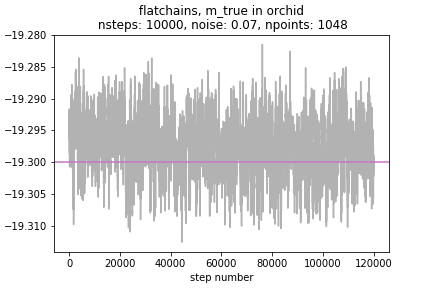 flatchains, m_true in orchid
nsteps: 10000, noise: 0.07, npoints: 1048
−19.280
−19.285
−19.290
−19.295
−19.300
−19.305
−19.310
0 20000 40000 60000 80000 100000 120000
step number